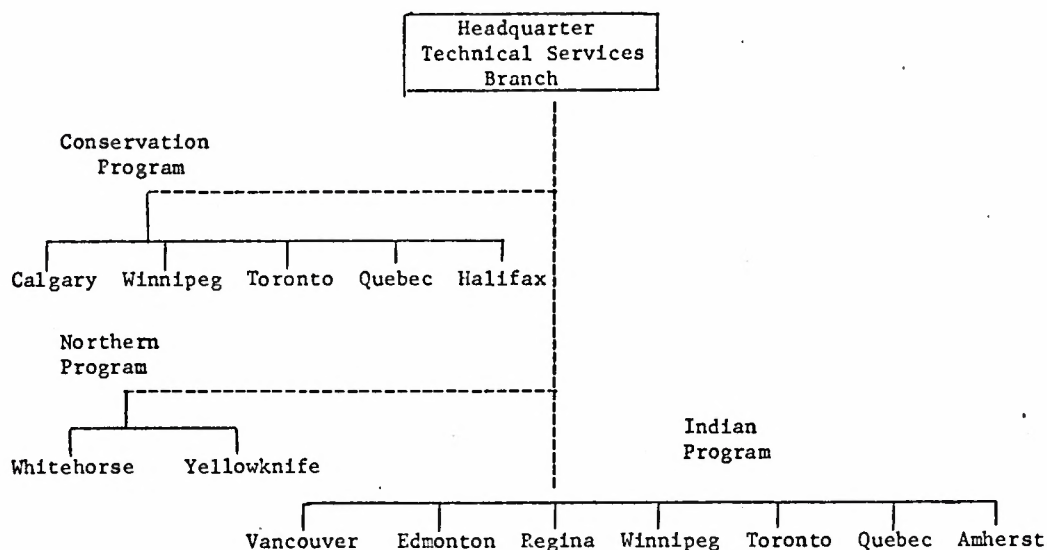 Headquarter
Technical Services
Branch
Conservation
Program
Calgary Winnipeg Toronto Quebec Halifax
Northern
Program
Whitehorse Yellowknife
Indian
Program
Vancouver Edmonton Regina Winnipeg Toronto Quebec Amherst